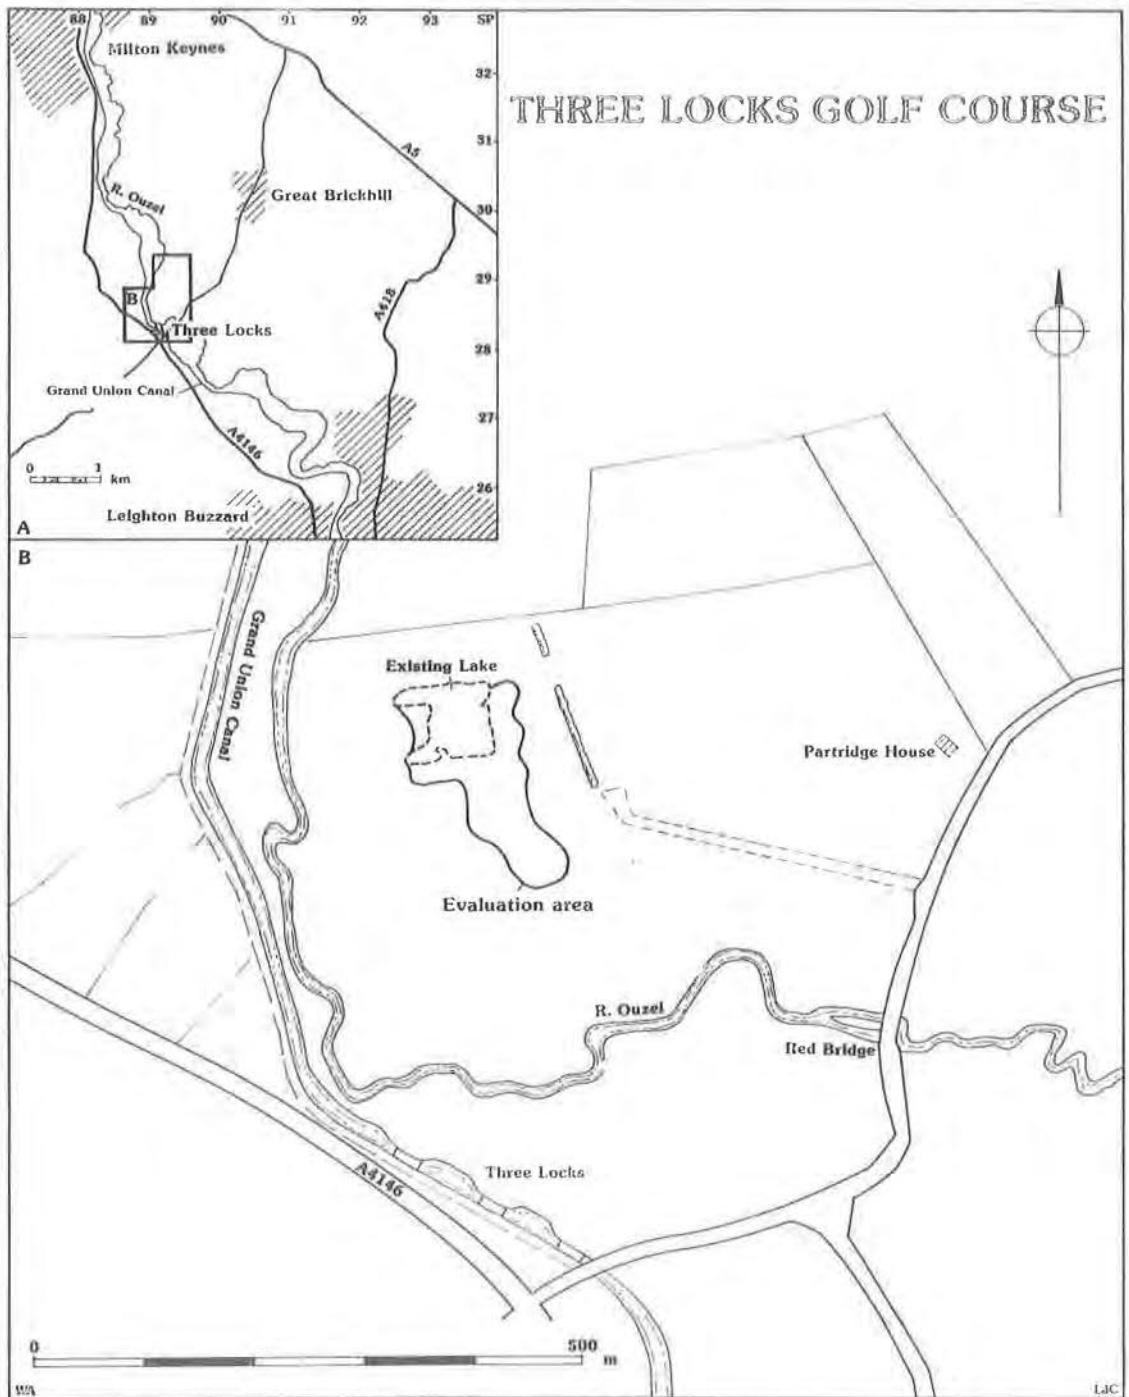 88 89 90 91 92 93 SP
Milton Keynes
32
THREE LOCKS GOLF COURSE
31
A5
R. Ouzel
Great Brickhill
30
29
B
A418
Three Locks
28
Grand Union Canal
27
A4146
0 1
km
26
Leighton Buzzard
A
B
Grand Union Canal
Existing Lake
Partridge House
Evaluation area
R. Ouzel
Red Bridge
Three Locks
A4146
0 500
m
WA
LJC